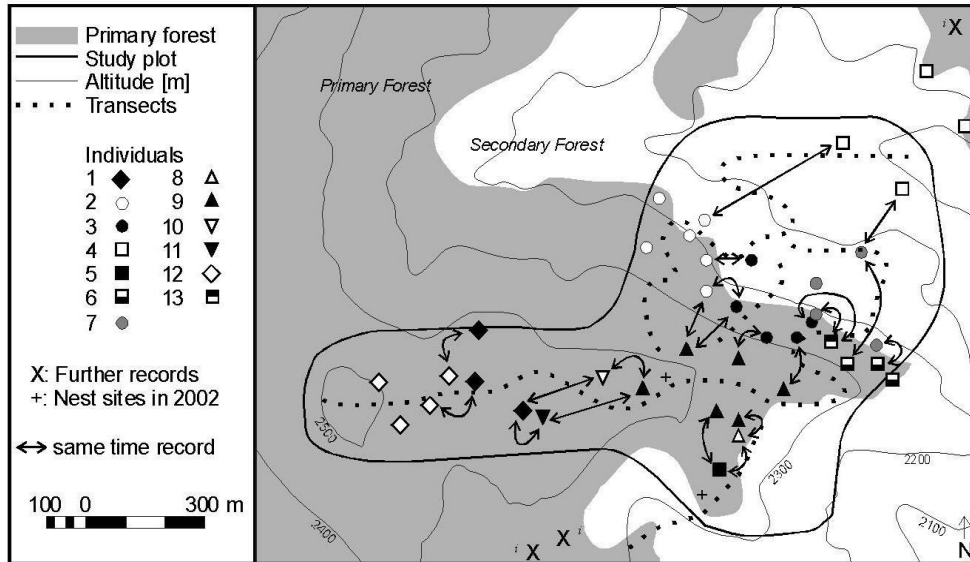 Primary forest
Study plot
Altitude [m]
Transects
Individuals
1 8
2 9
3 10
4 11
5 12
6 13
7
X: Further records
+: Nest sites in 2002
same time record
100 0 300 m
Primary Forest
Secondary Forest
i X
2500
2400
2300
2200
2100
i X X i
N